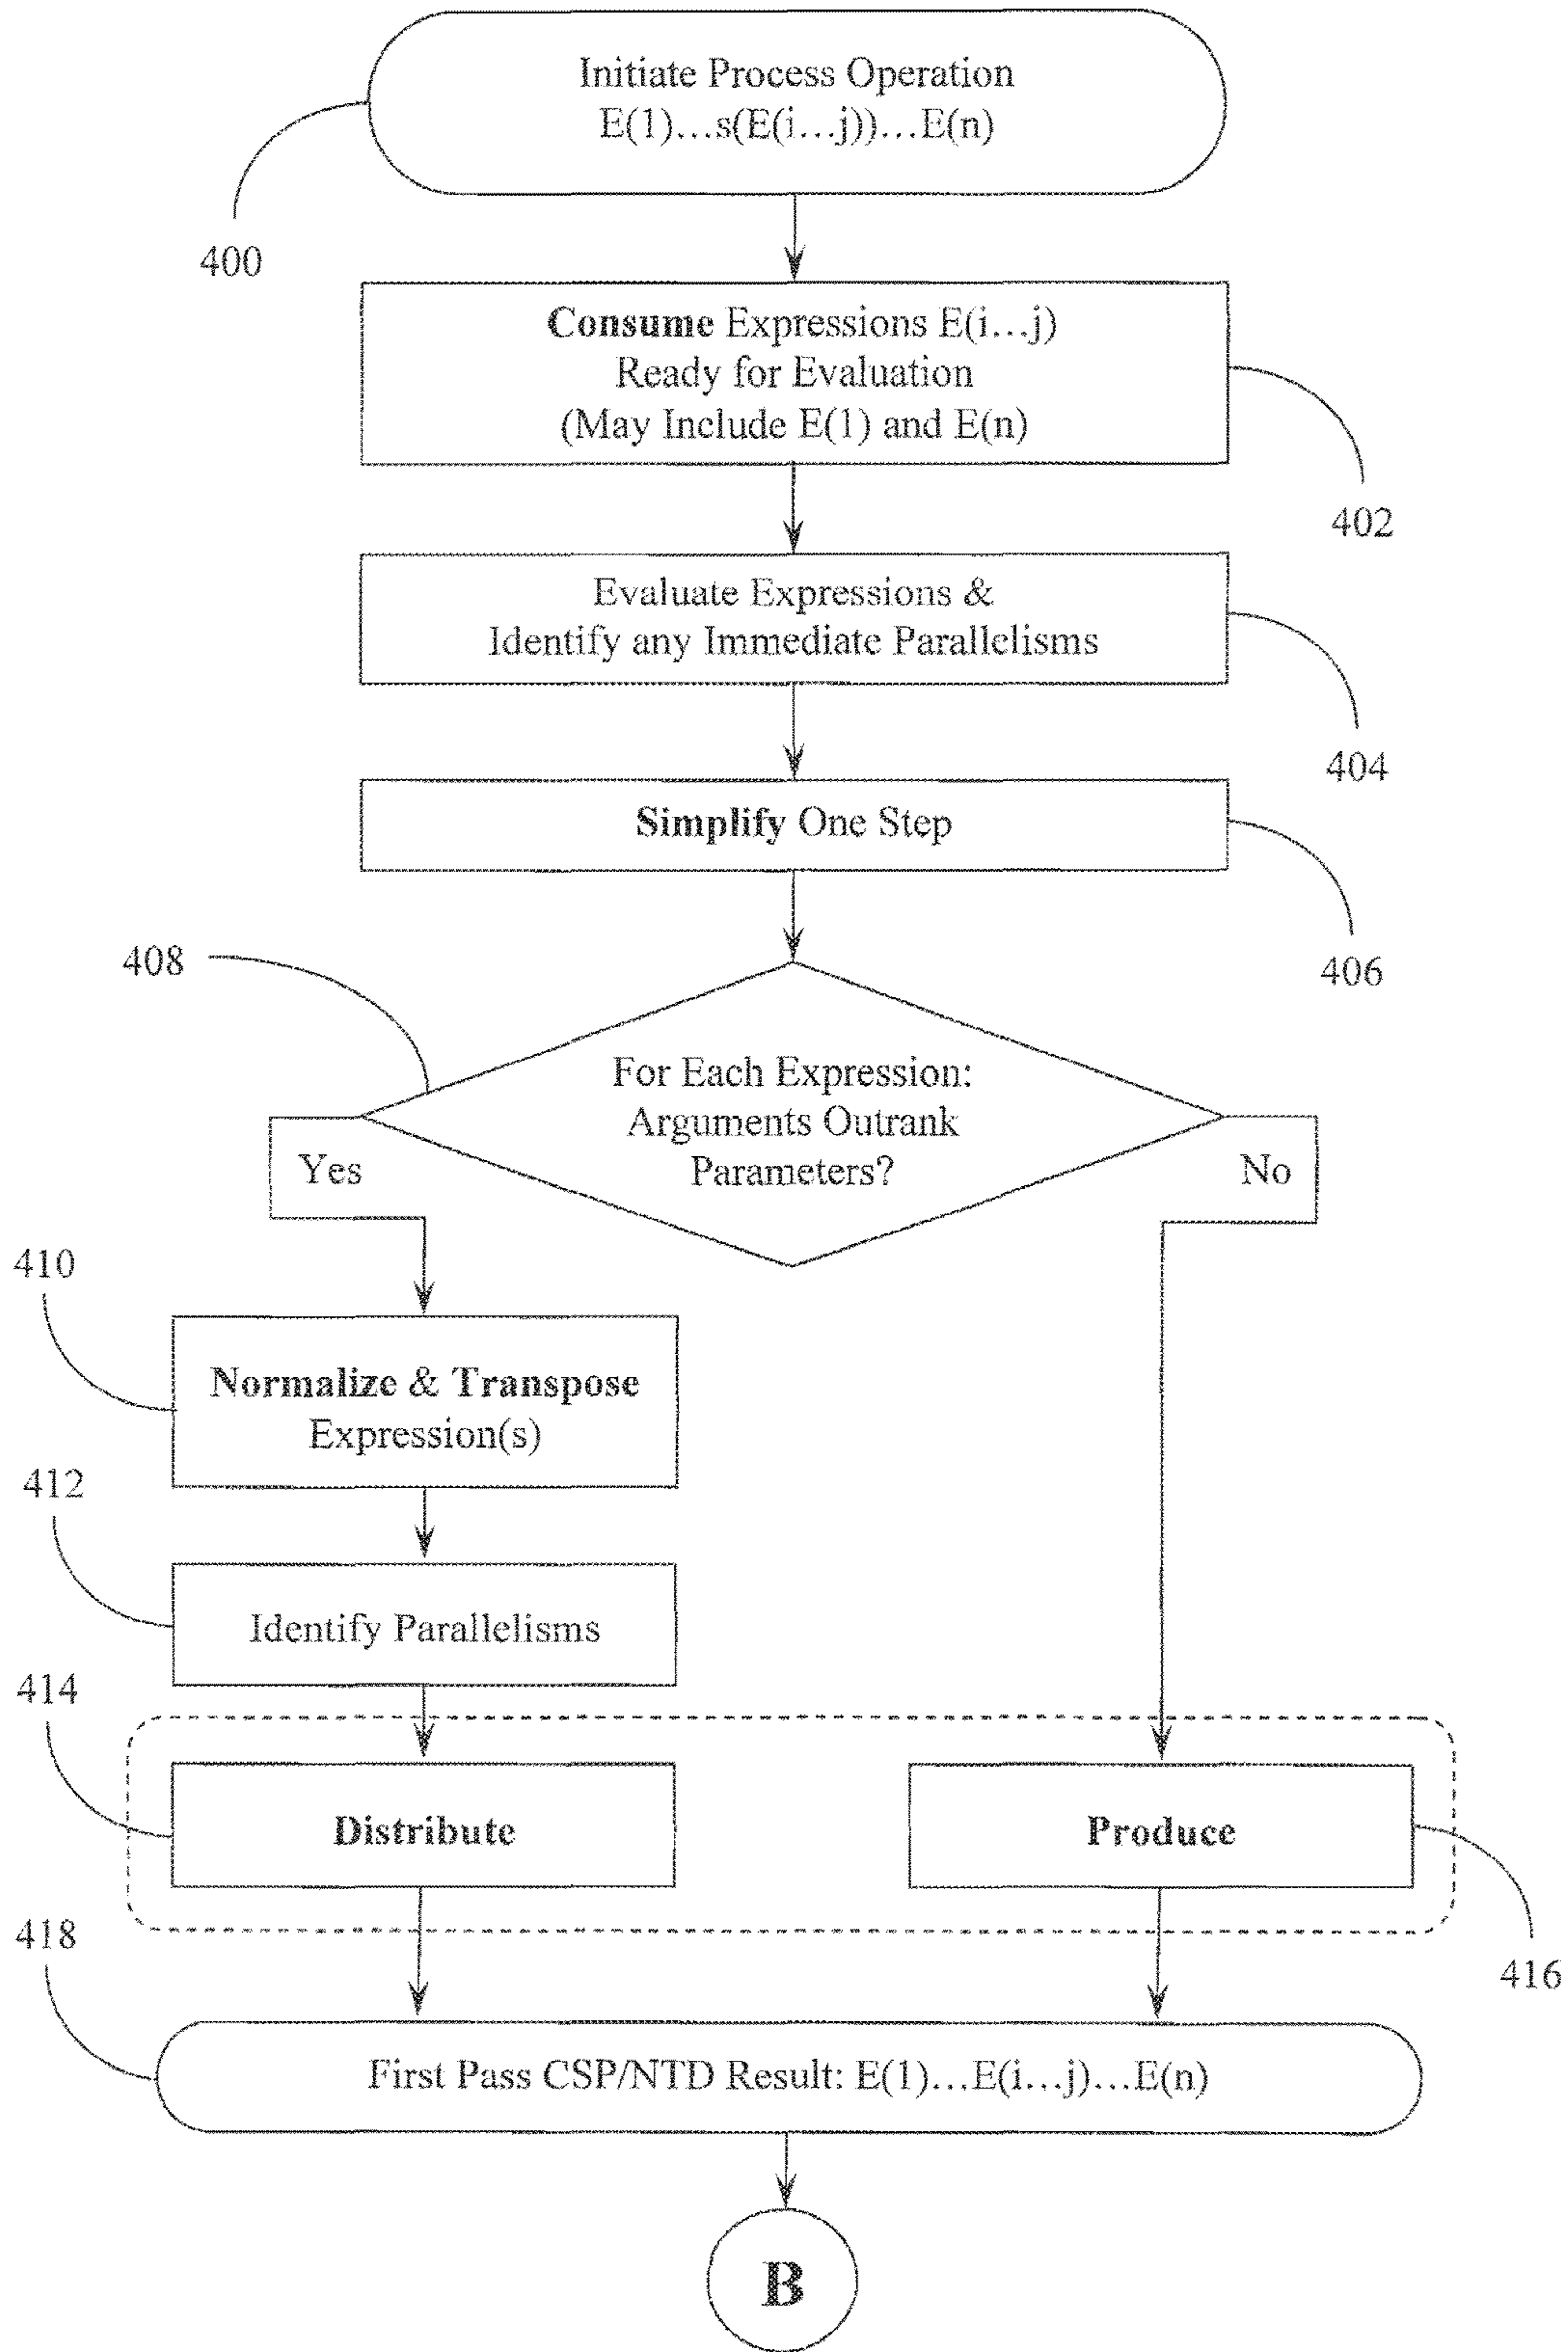 Initiate Process Operation
E(1)...s(E(i...j))...E(n)
400
Consume Expressions E(i...j)
Ready for Evaluation
(May Include E(1) and E(n)
402
Evaluate Expressions &
Identify any Immediate Parallelisms
404
Simplify One Step
406
408
For Each Expression:
Arguments Outrank
Parameters?
Yes
No
410
Normalize & Transpose
Expression(s)
412
Identify Parallelisms
414
Distribute
Produce
416
418
First Pass CSP/NTD Result: E(1)...E(i...j)...E(n)
B